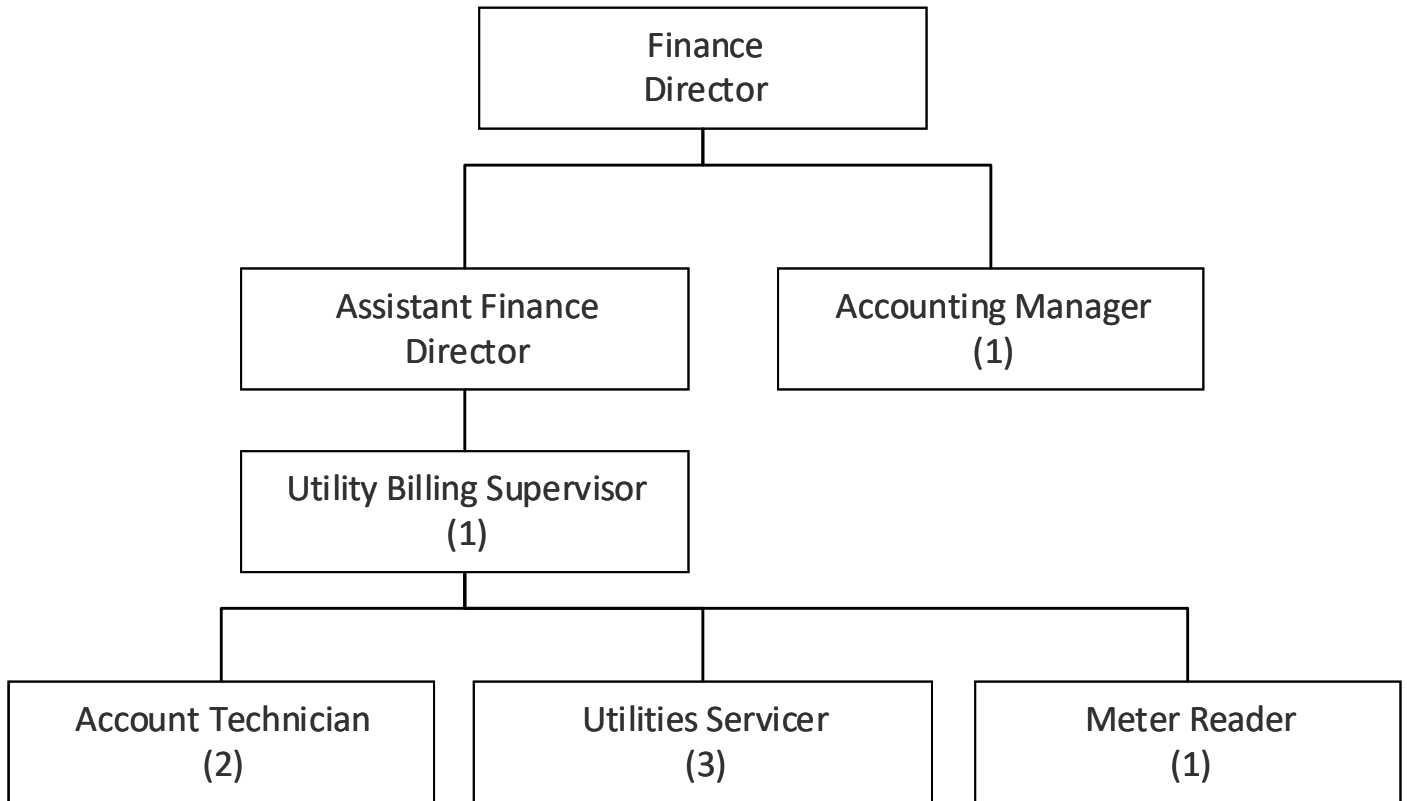 Finance
Director
Assistant Finance
Director
Accounting Manager
(1)
Utility Billing Supervisor
(1)
Account Technician
(2)
Utilities Servicer
(3)
Meter Reader
(1)